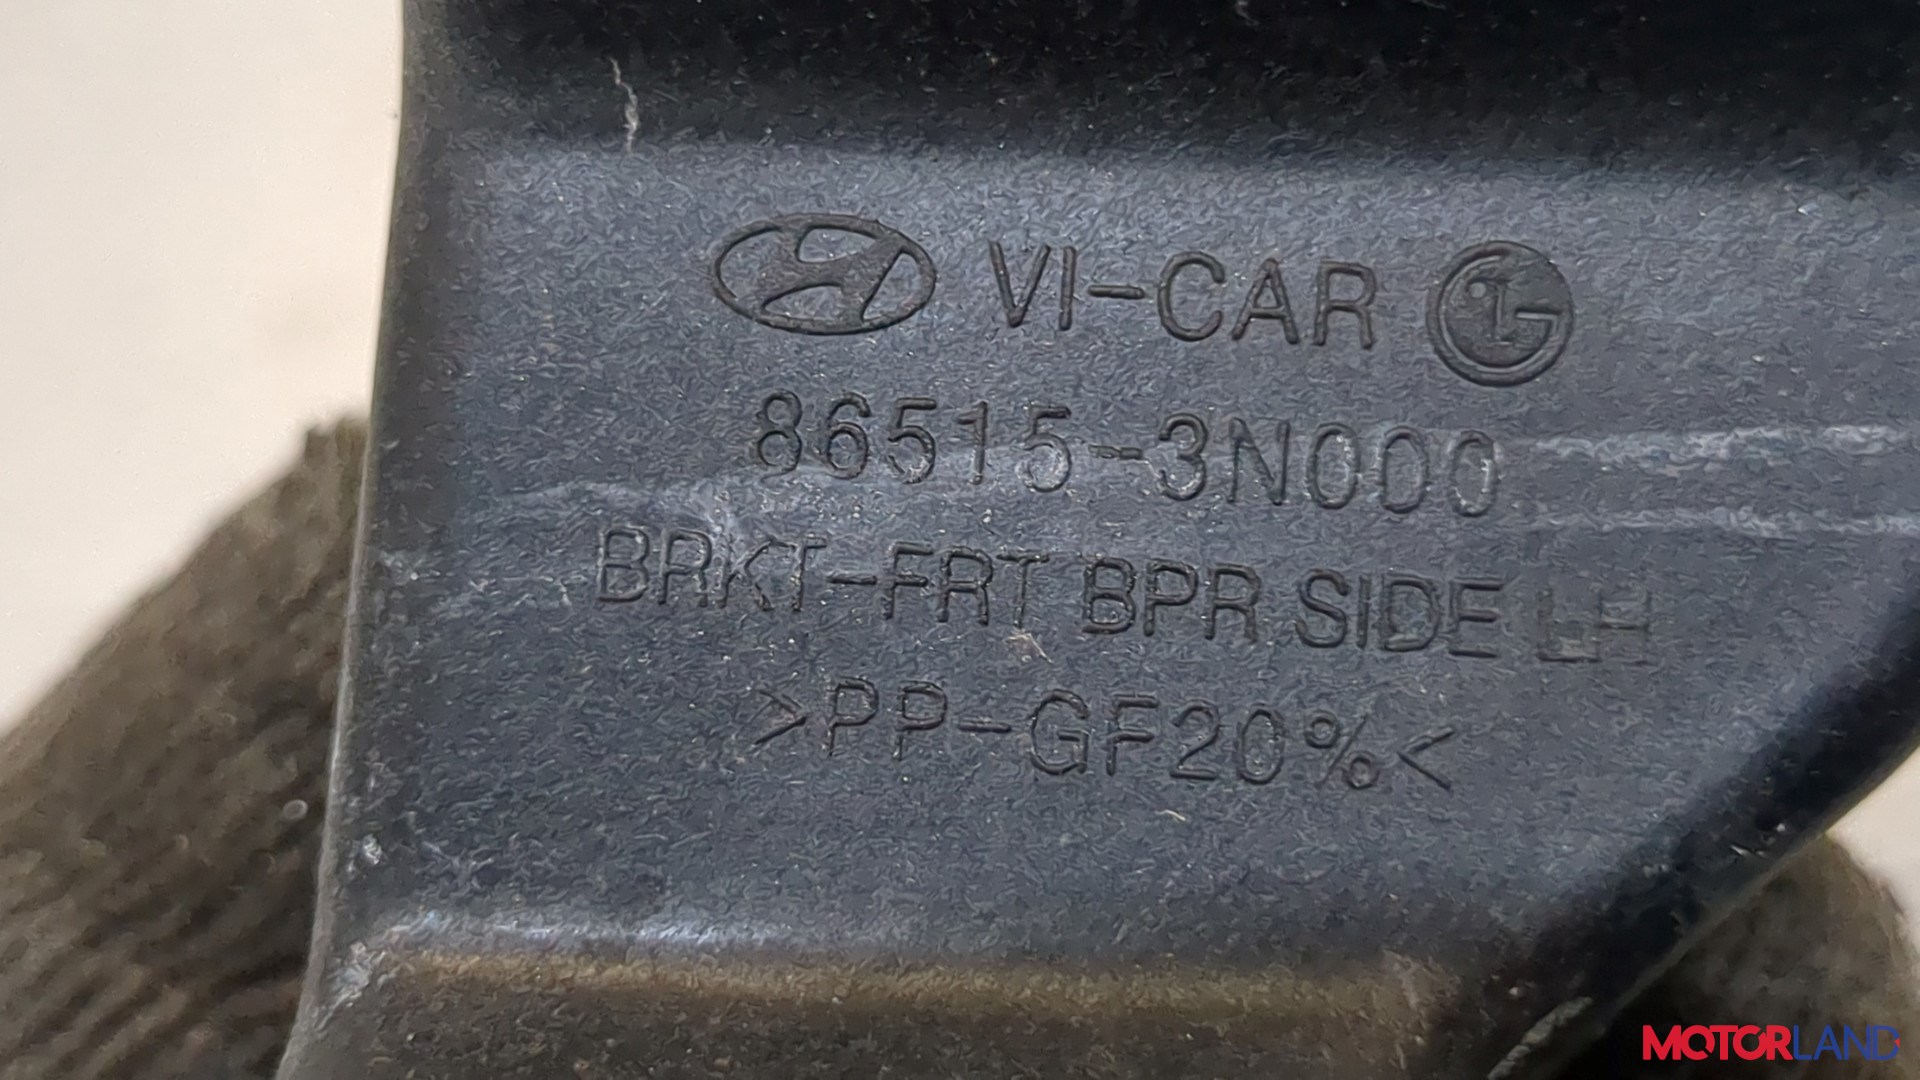 VI-CAR LG
86515-3N000
BRKT-FRT BPR SIDE LH
>PP-GF20%<
MOTORLAND